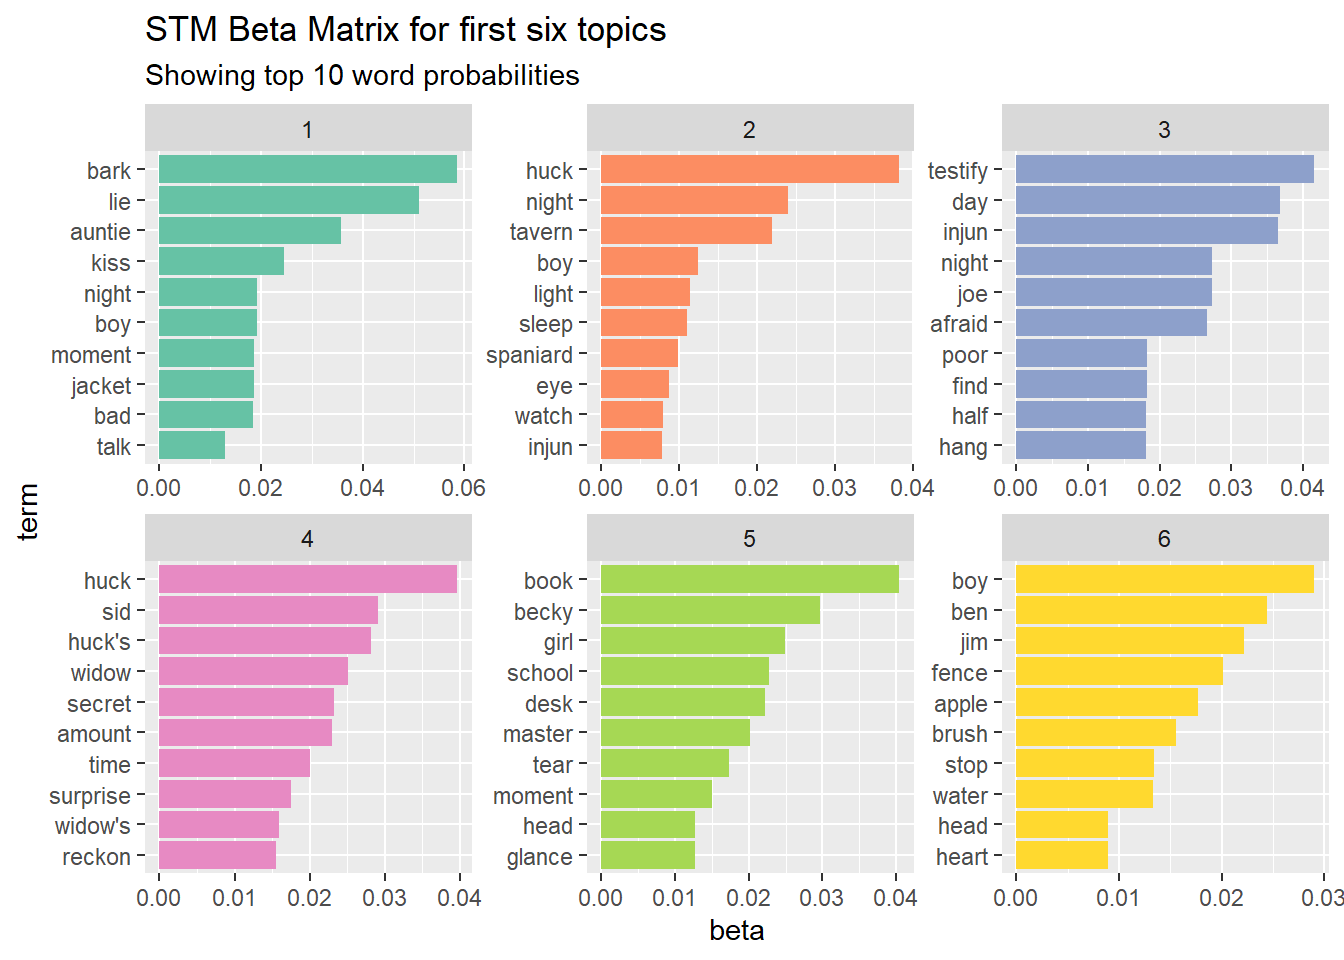 STM Beta Matrix for first six topics
Showing top 10 word probabilities
1
bark
lie
auntie
kiss
night
boy
moment
jacket
bad
talk
0.00 0.02 0.04 0.06
2
huck
night
tavern
boy
light
sleep
spaniard
eye
watch
injun
0.00 0.01 0.02 0.03 0.04
3
testify
day
injun
night
joe
afraid
poor
find
half
hang
0.00 0.01 0.02 0.03 0.04
term
4
huck
sid
huck's
widow
secret
amount
time
surprise
widow's
reckon
0.00 0.01 0.02 0.03 0.04
5
book
becky
girl
school
desk
master
tear
moment
head
glance
0.00 0.01 0.02 0.03 0.04
6
boy
ben
jim
fence
apple
brush
stop
water
head
heart
0.00 0.01 0.02 0.03
beta